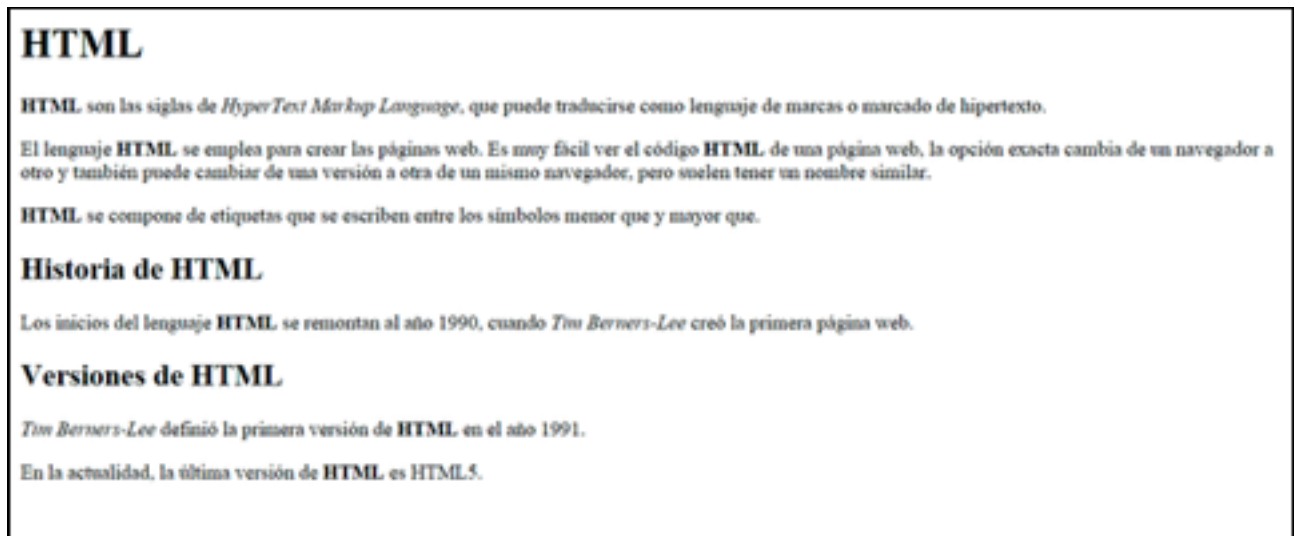 HTML
HTML son las siglas de HyperText Markup Language, que puede traducirse como lenguaje de marcas o marcado de hipertexto.
El lenguaje HTML se emplea para crear las páginas web. Es muy fácil ver el código HTML de una página web, la opción exacta cambia de un navegador a
otro y también puede cambiar de una versión a otra de un mismo navegador, pero suelen tener un nombre similar.
HTML se compone de etiquetas que se escriben entre los símbolos menor que y mayor que.
Historia de HTML
Los inicios del lenguaje HTML se remontan al año 1990, cuando Tim Berners-Lee creó la primera página web.
Versiones de HTML
Tim Berners-Lee definió la primera versión de HTML en el año 1991.
En la actualidad, la última versión de HTML es HTML5.